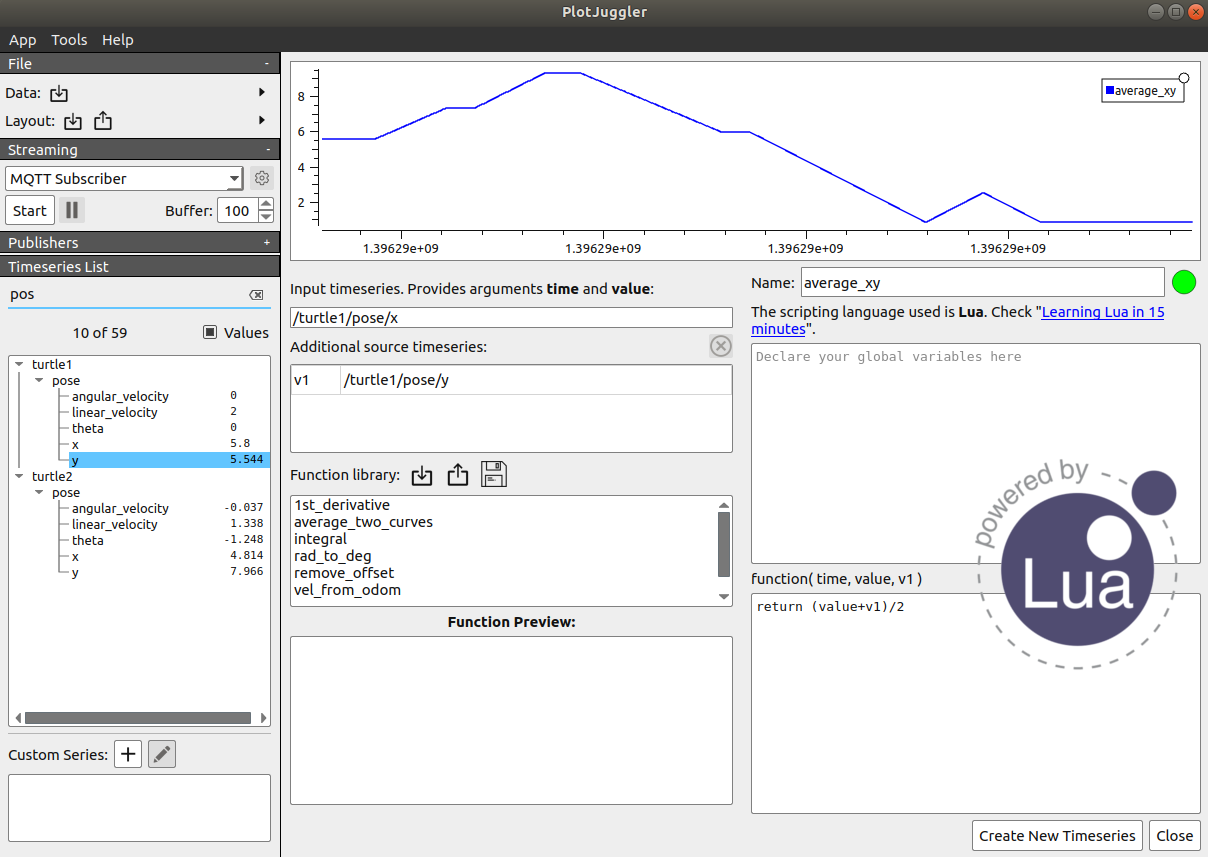 PlotJuggler
App Tools Help
File -
Data:
Layout:
Streaming -
MQTT Subscriber
Start Buffer: 100
Publishers +
Timeseries List
pos
10 of 59 Values
turtle1
pose
angular_velocity 0
linear_velocity 2
theta 0
x 5.8
y 5.544
turtle2
pose
angular_velocity -0.037
linear_velocity 1.338
theta -1.248
x 4.814
y 7.966
Custom Series:
8
6
4
2
1.39629e+09 1.39629e+09 1.39629e+09 1.39629e+09
average_xy
Input timeseries. Provides arguments time and value:
/turtle1/pose/x
Additional source timeseries:
v1 /turtle1/pose/y
Function library:
1st_derivative
average_two_curves
integral
rad_to_deg
remove_offset
vel_from_odom
Function Preview:
Name: average_xy
The scripting language used is Lua. Check "Learning Lua in 15
minutes".
Declare your global variables here
powered by
Lua
function( time, value, v1 )
return (value+v1)/2
Create New Timeseries Close